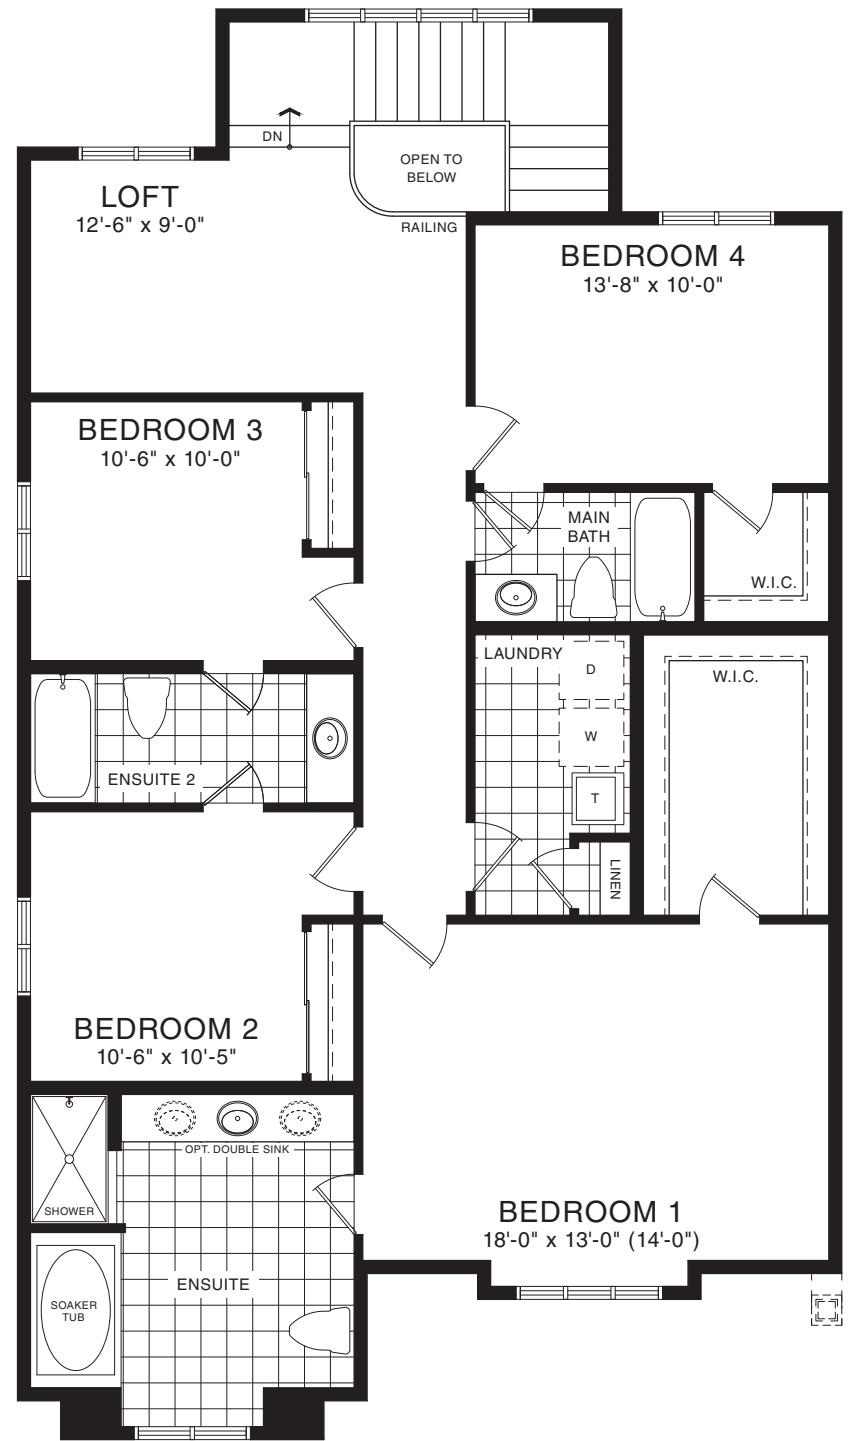 DN
OPEN TO
BELOW
RAILING
LOFT
12'-6" x 9'-0"
BEDROOM 4
13'-8" x 10'-0"
BEDROOM 3
10'-6" x 10'-0"
MAIN
BATH
W.I.C.
LAUNDRY
D
W
T
W.I.C.
ENSUITE 2
LINEN
BEDROOM 2
10'-6" x 10'-5"
OPT. DOUBLE SINK
SHOWER
BEDROOM 1
18'-0" x 13'-0" (14'-0")
ENSUITE
SOAKER
TUB